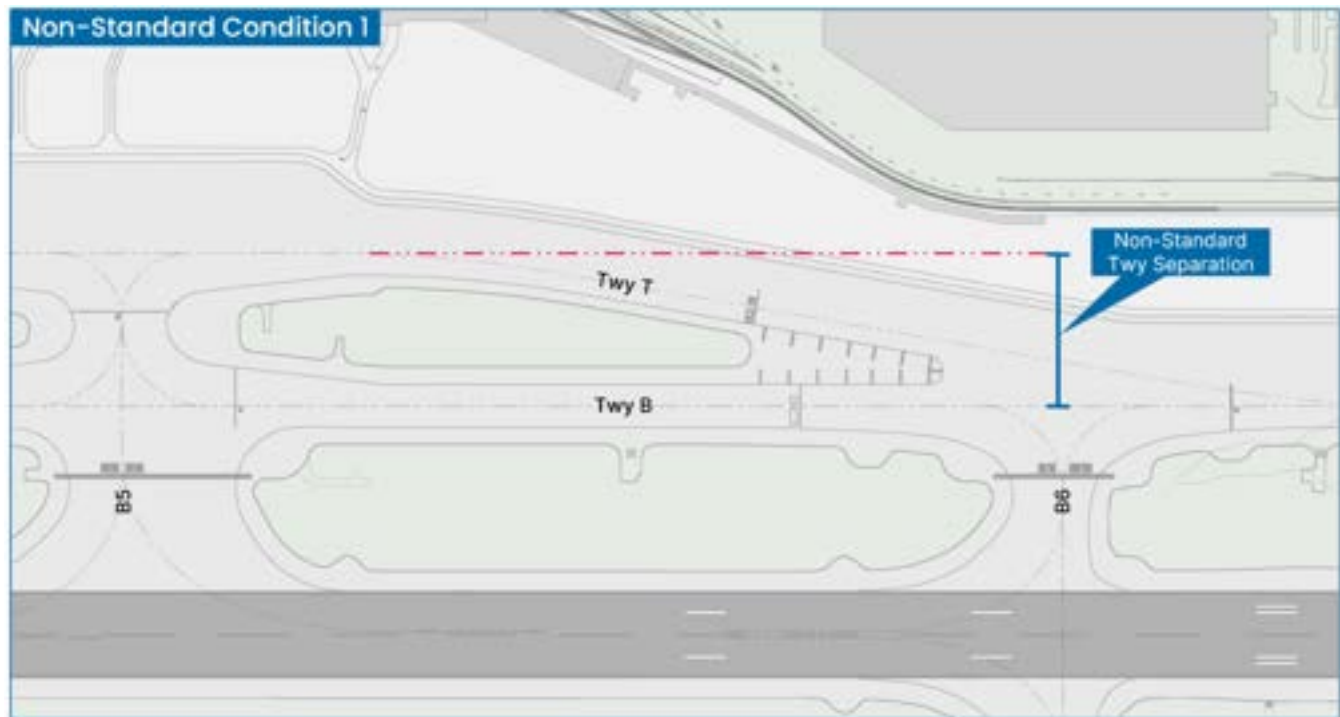 Non-Standard Condition 1
Non-Standard
Twy Separation
Twy T
Twy B
B5
B6